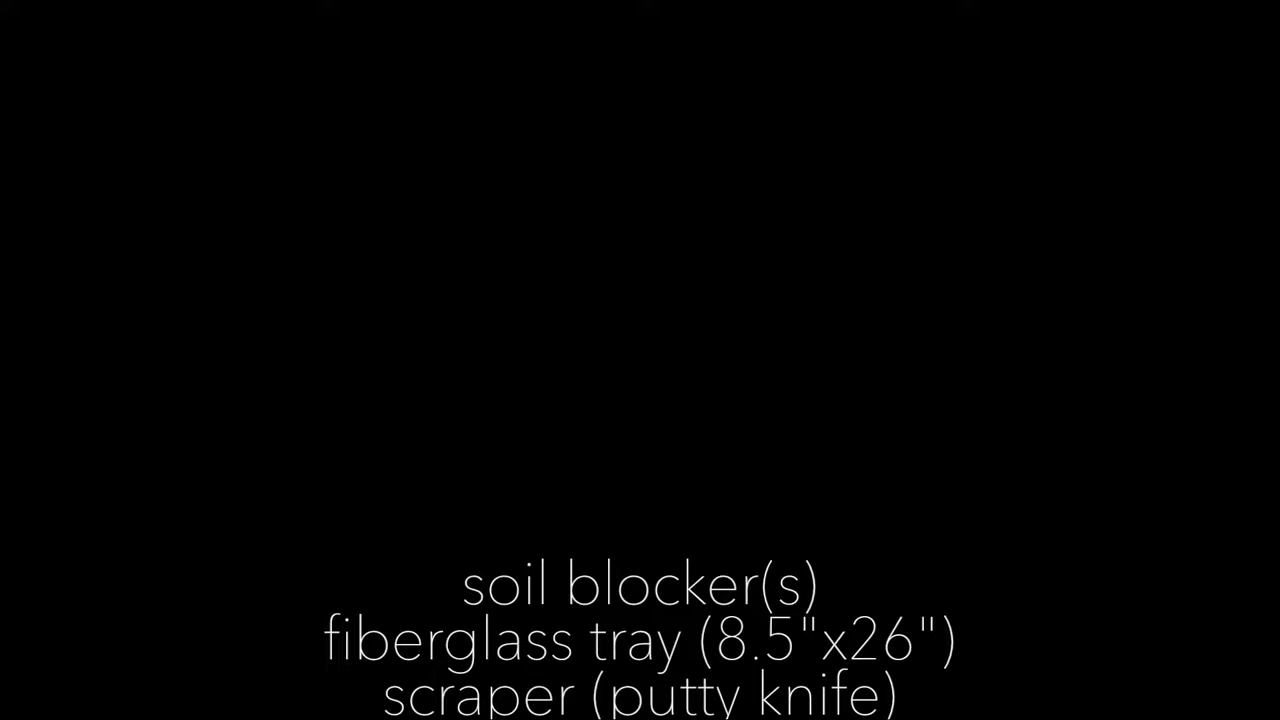 soil blocker(s)
fiberglass tray (8.5"x26")
scraper (putty knife)